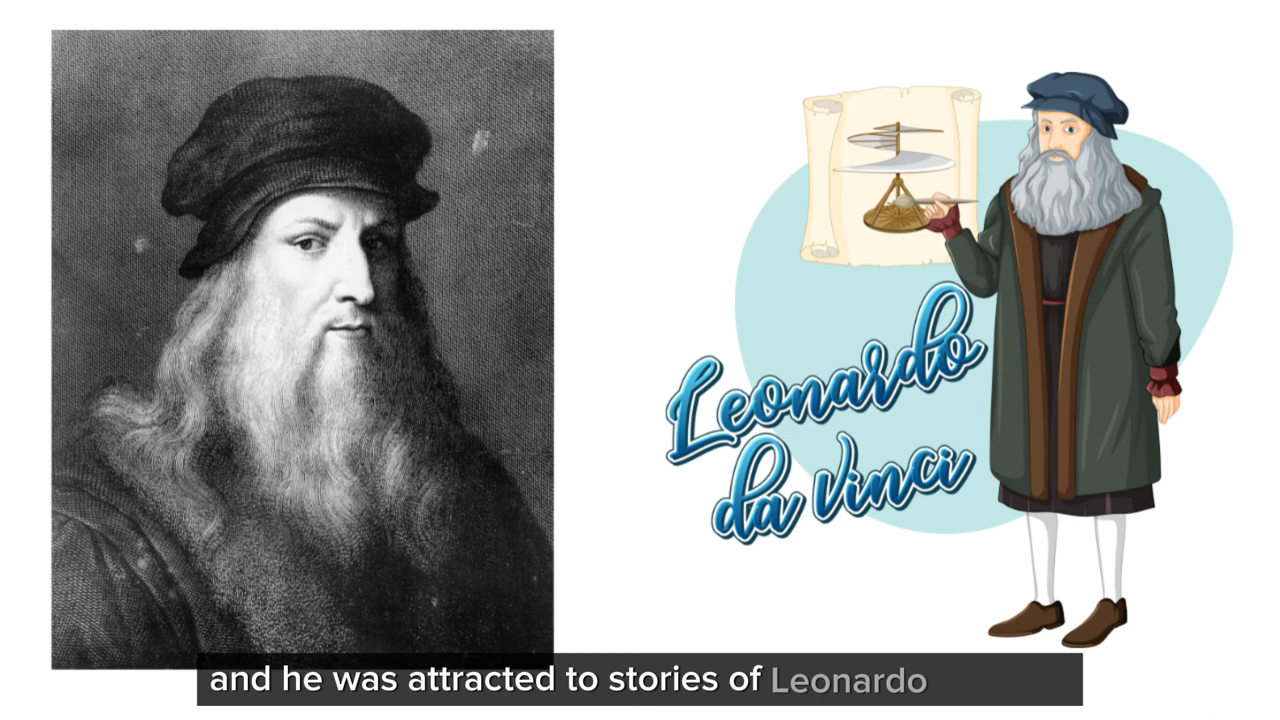 Leonardo
da Vinci
and he was attracted to stories of Leonardo